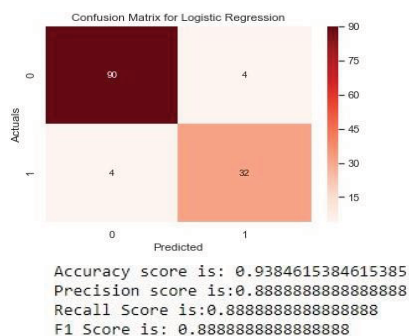 Confusion Matrix for Logistic Regression
90
90
4
75
0
60
Actuals
45
4
32
30
1
15
0
1
Predicted
Accuracy score is: 0.9384615384615385
Precision score is:0.8888888888888888
Recall Score is:0.8888888888888888
F1 Score is: 0.8888888888888888